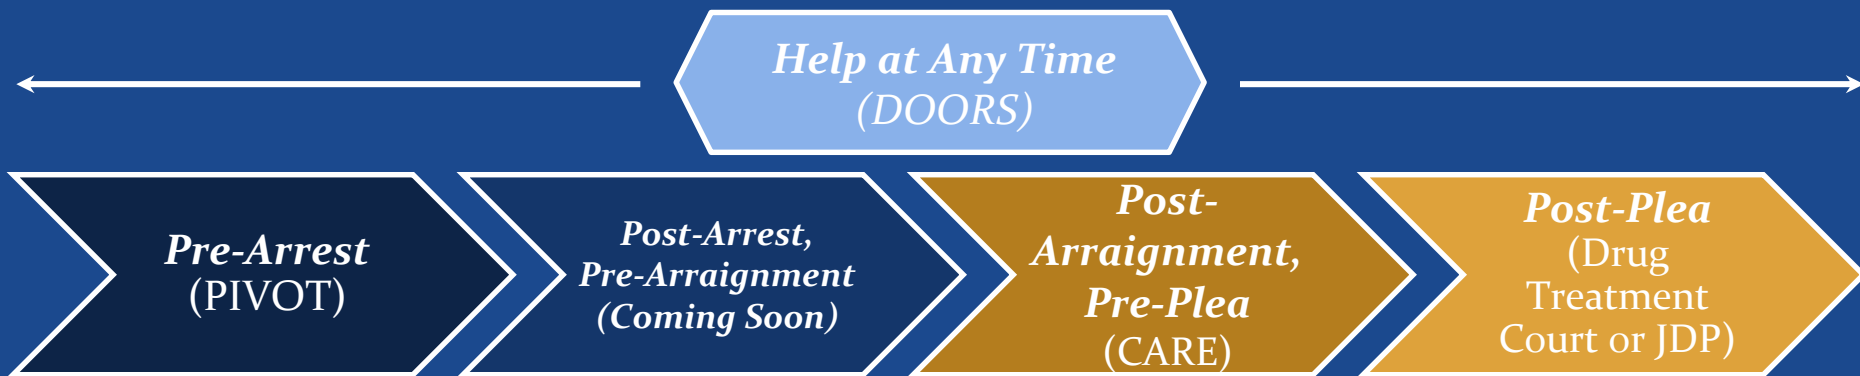 Help at Any Time
(DOORS)
Pre-Arrest
(PIVOT)
Post-Arrest,
Pre-Arraignment
(Coming Soon)
Post-
Arraignment,
Pre-Plea
(CARE)
Post-Plea
(Drug
Treatment
Court or JDP)